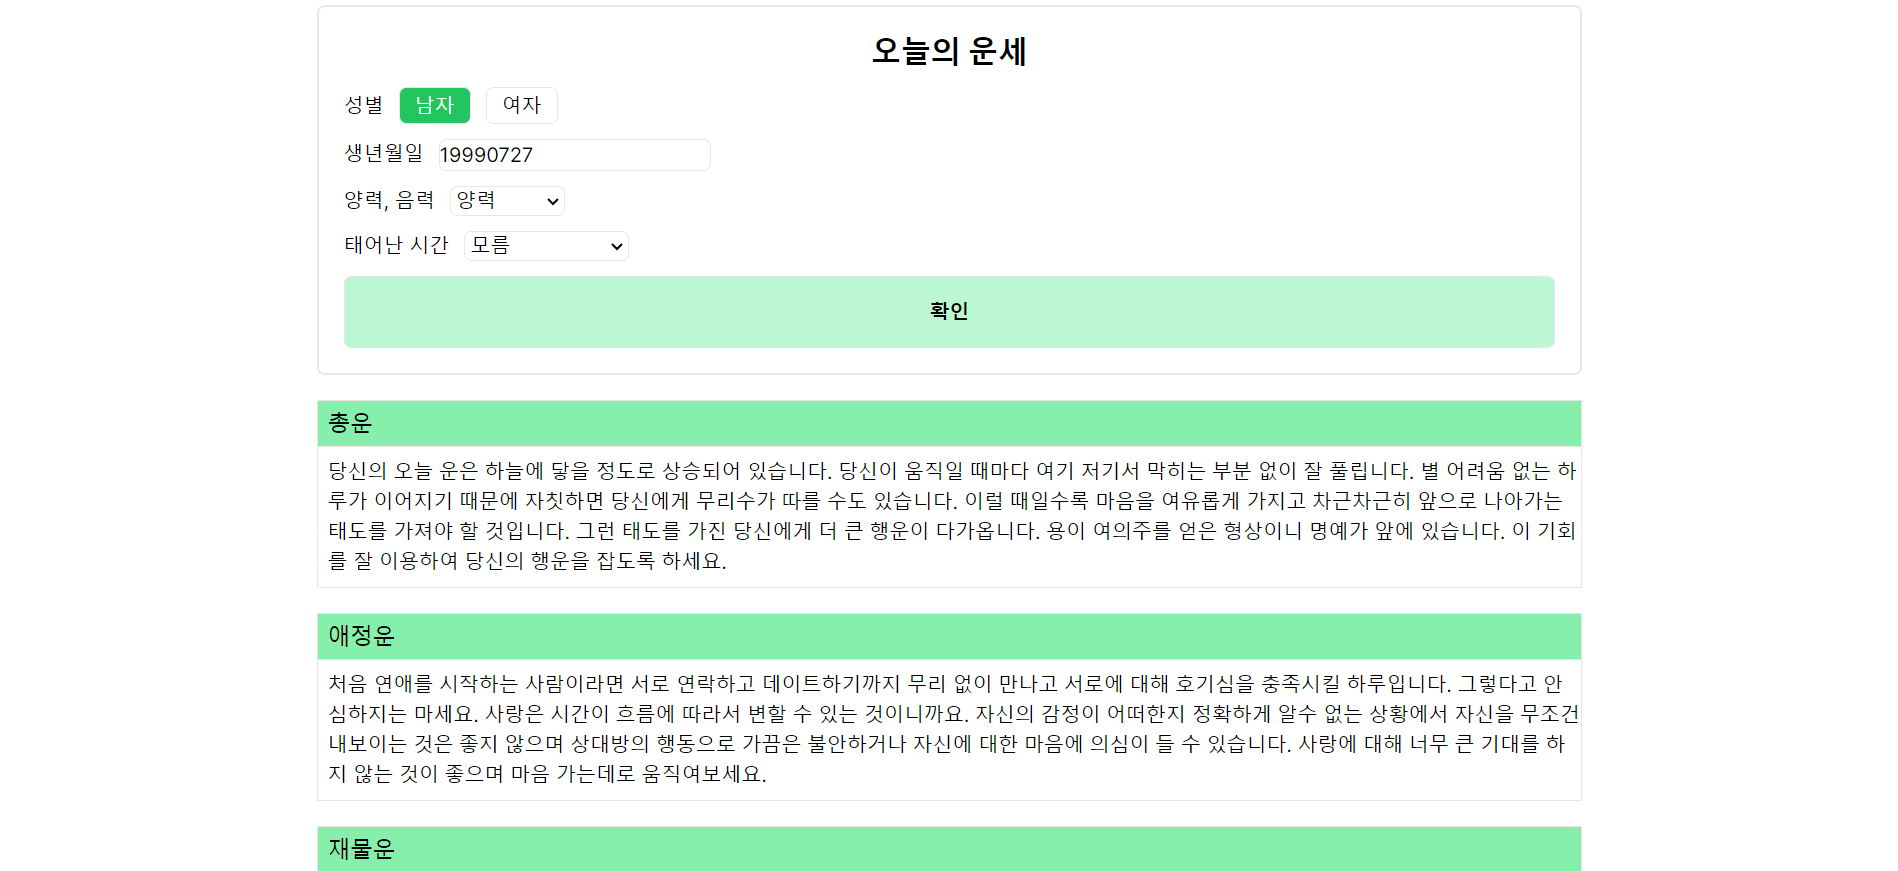 오늘의 운세
성별 남자 여자
생년월일 19990727
양력, 음력 양력
태어난 시간 모름
확인
총운
당신의 오늘 운은 하늘에 닿을 정도로 상승되어 있습니다. 당신이 움직일 때마다 여기 저기서 막히는 부분 없이 잘 풀립니다. 별 어려움 없는 하
루가 이어지기 때문에 자칫하면 당신에게 무리수가 따를 수도 있습니다. 이럴 때일수록 마음을 여유롭게 가지고 차근차근히 앞으로 나아가는
태도를 가져야 할 것입니다. 그런 태도를 가진 당신에게 더 큰 행운이 다가옵니다. 용이 여의주를 얻은 형상이니 명예가 앞에 있습니다. 이 기회
를 잘 이용하여 당신의 행운을 잡도록 하세요.
애정운
처음 연애를 시작하는 사람이라면 서로 연락하고 데이트하기까지 무리 없이 만나고 서로에 대해 호기심을 충족시킬 하루입니다. 그렇다고 안
심하지는 마세요. 사랑은 시간이 흐름에 따라서 변할 수 있는 것이니까요. 자신의 감정이 어떠한지 정확하게 알수 없는 상황에서 자신을 무조건
내보이는 것은 좋지 않으며 상대방의 행동으로 가끔은 불안하거나 자신에 대한 마음에 의심이 들 수 있습니다. 사랑에 대해 너무 큰 기대를 하
지 않는 것이 좋으며 마음 가는데로 움직여보세요.
재물운